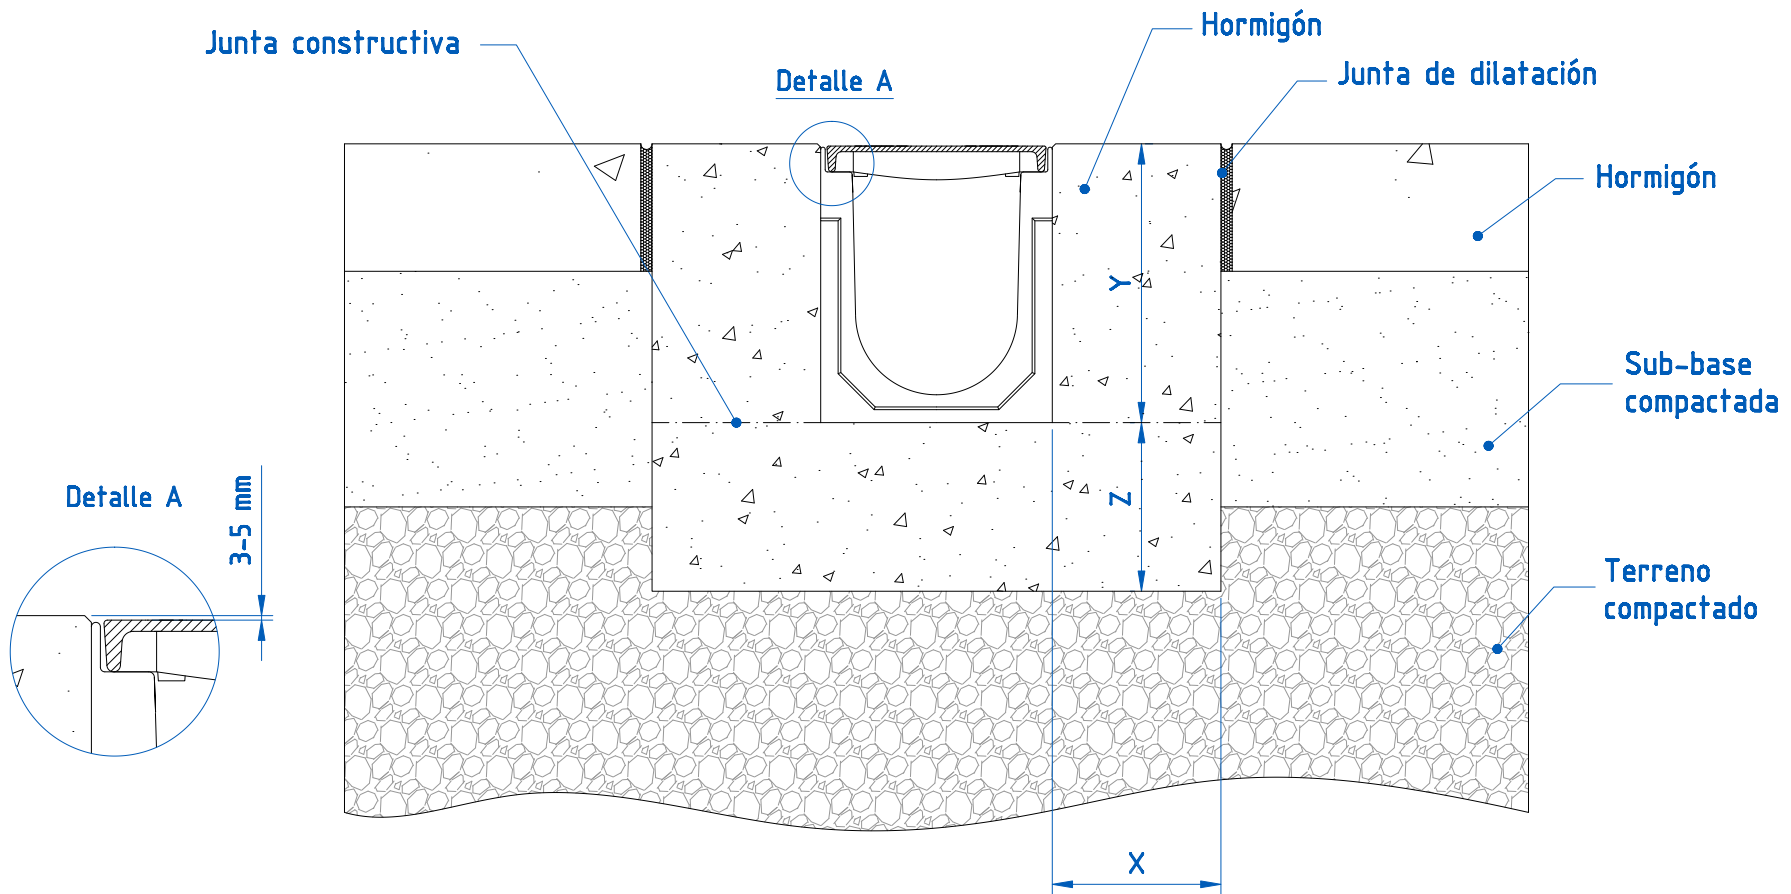 Junta constructiva
Hormigón
Detalle A
Junta de dilatación
Hormigón
Y
Sub-base
compactada
Z
Detalle A
3-5 mm
Terreno
compactado
X